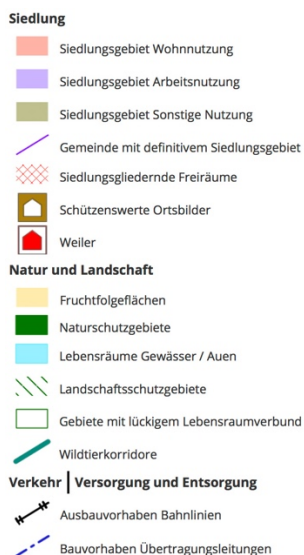 Siedlung
Siedlungsgebiet Wohnnutzung
Siedlungsgebiet Arbeitsnutzung
Siedlungsgebiet Sonstige Nutzung
Gemeinde mit definitivem Siedlungsgebiet
Siedlungsgliedernde Freiräume
Schützenswerte Ortsbilder
Weiler
Natur und Landschaft
Fruchtfolgeflächen
Naturschutzgebiete
Lebensräume Gewässer / Auen
Landschaftsschutzgebiete
Gebiete mit lückigem Lebensraumverbund
Wildtierkorridore
Verkehr | Versorgung und Entsorgung
Ausbauvorhaben Bahnlinien
Bauvorhaben Übertragungsleitungen